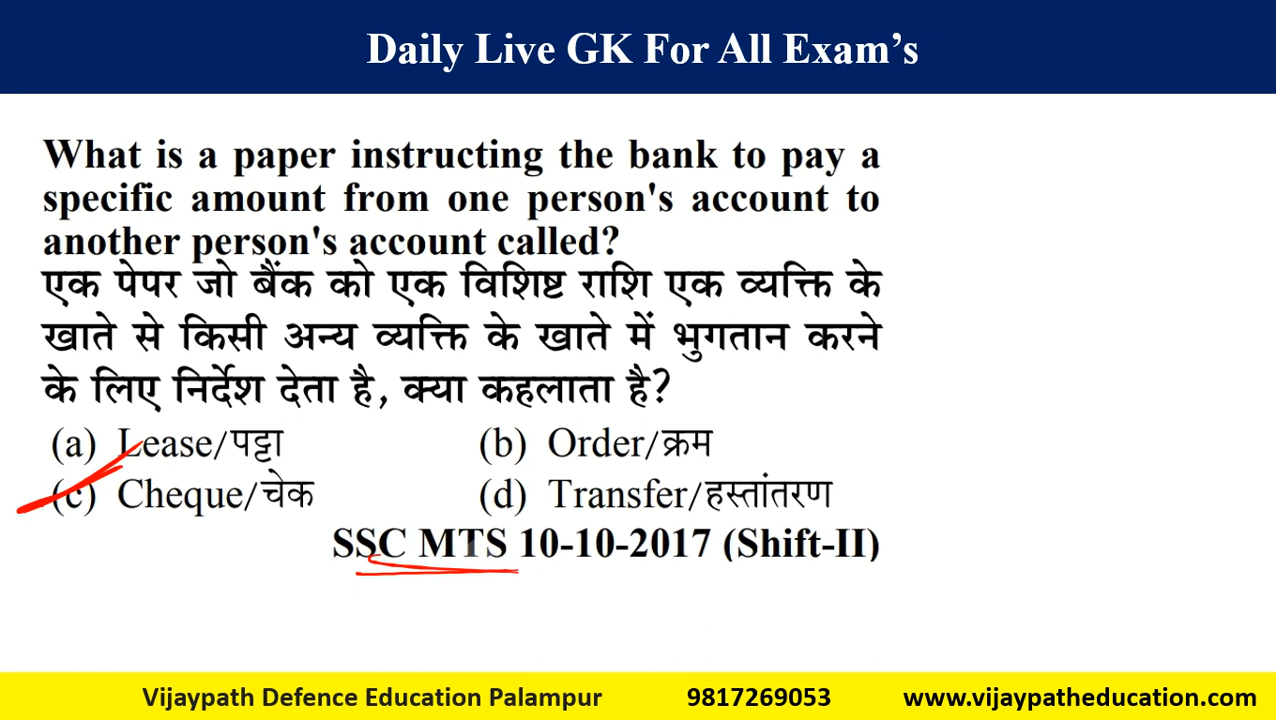 Daily Live GK For All Exam’s
What is a paper instructing the bank to pay a
specific amount from one person's account to
another person's account called?
एक पेपर जो बैंक को एक विशिष्ट राशि एक व्यक्ति के
खाते से किसी अन्य व्यक्ति के खाते में भुगतान करने
के लिए निर्देश देता है, क्या कहलाता है?
(a) Lease/पट्टा (b) Order/क्रम
(c) Cheque/चेक (d) Transfer/हस्तांतरण
SSC MTS 10-10-2017 (Shift-II)
Vijaypath Defence Education Palampur 9817269053 www.vijaypatheducation.com